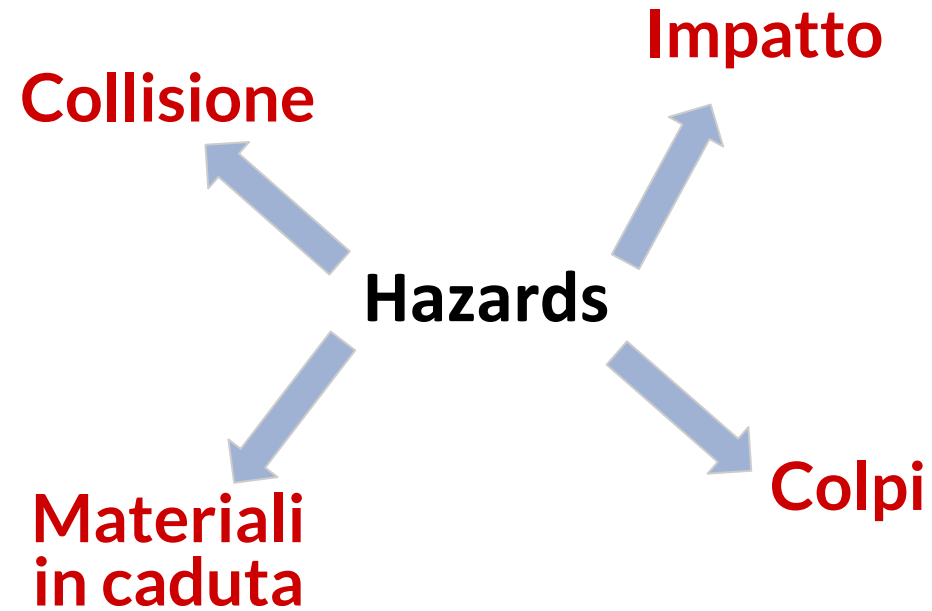 Impatto
Collisione
Hazards
Colpi
Materiali
in caduta